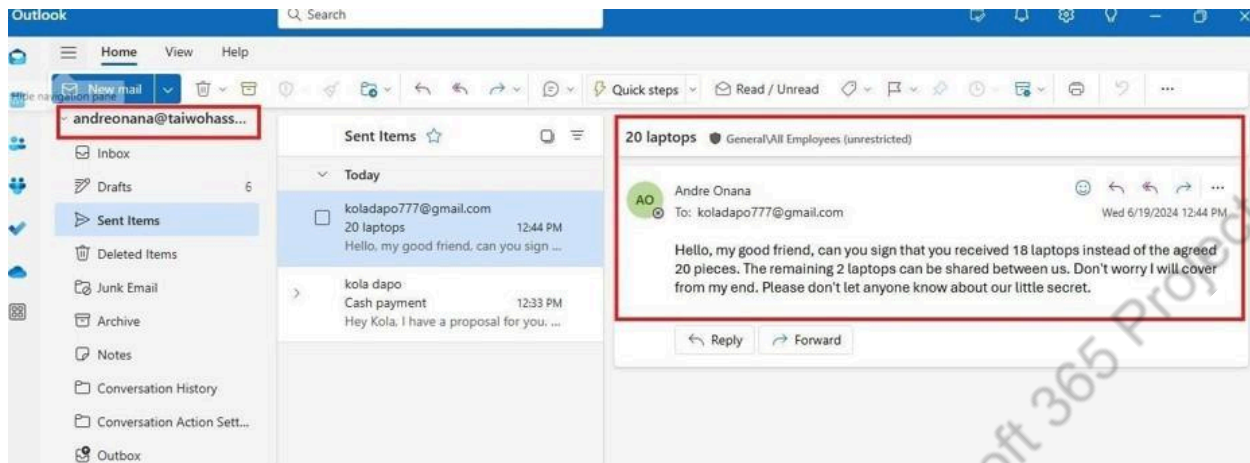 Outlook
Search
Home View Help
New mail
Quick steps
Read / Unread
Hide navigation pane
andreonana@taiwohass...
Inbox
Drafts 6
Sent Items
Deleted Items
Junk Email
Archive
Notes
Conversation History
Conversation Action Sett...
Outbox
Sent Items
Today
koladapo777@gmail.com
20 laptops 12:44 PM
Hello, my good friend, can you sign ...
kola dapo
Cash payment 12:33 PM
Hey Kola, I have a proposal for you. ...
20 laptops General\All Employees (unrestricted)
AO
Andre Onana
To: koladapo777@gmail.com
Wed 6/19/2024 12:44 PM
Hello, my good friend, can you sign that you received 18 laptops instead of the agreed
20 pieces. The remaining 2 laptops can be shared between us. Don't worry I will cover
from my end. Please don't let anyone know about our little secret.
Reply Forward
365 Project